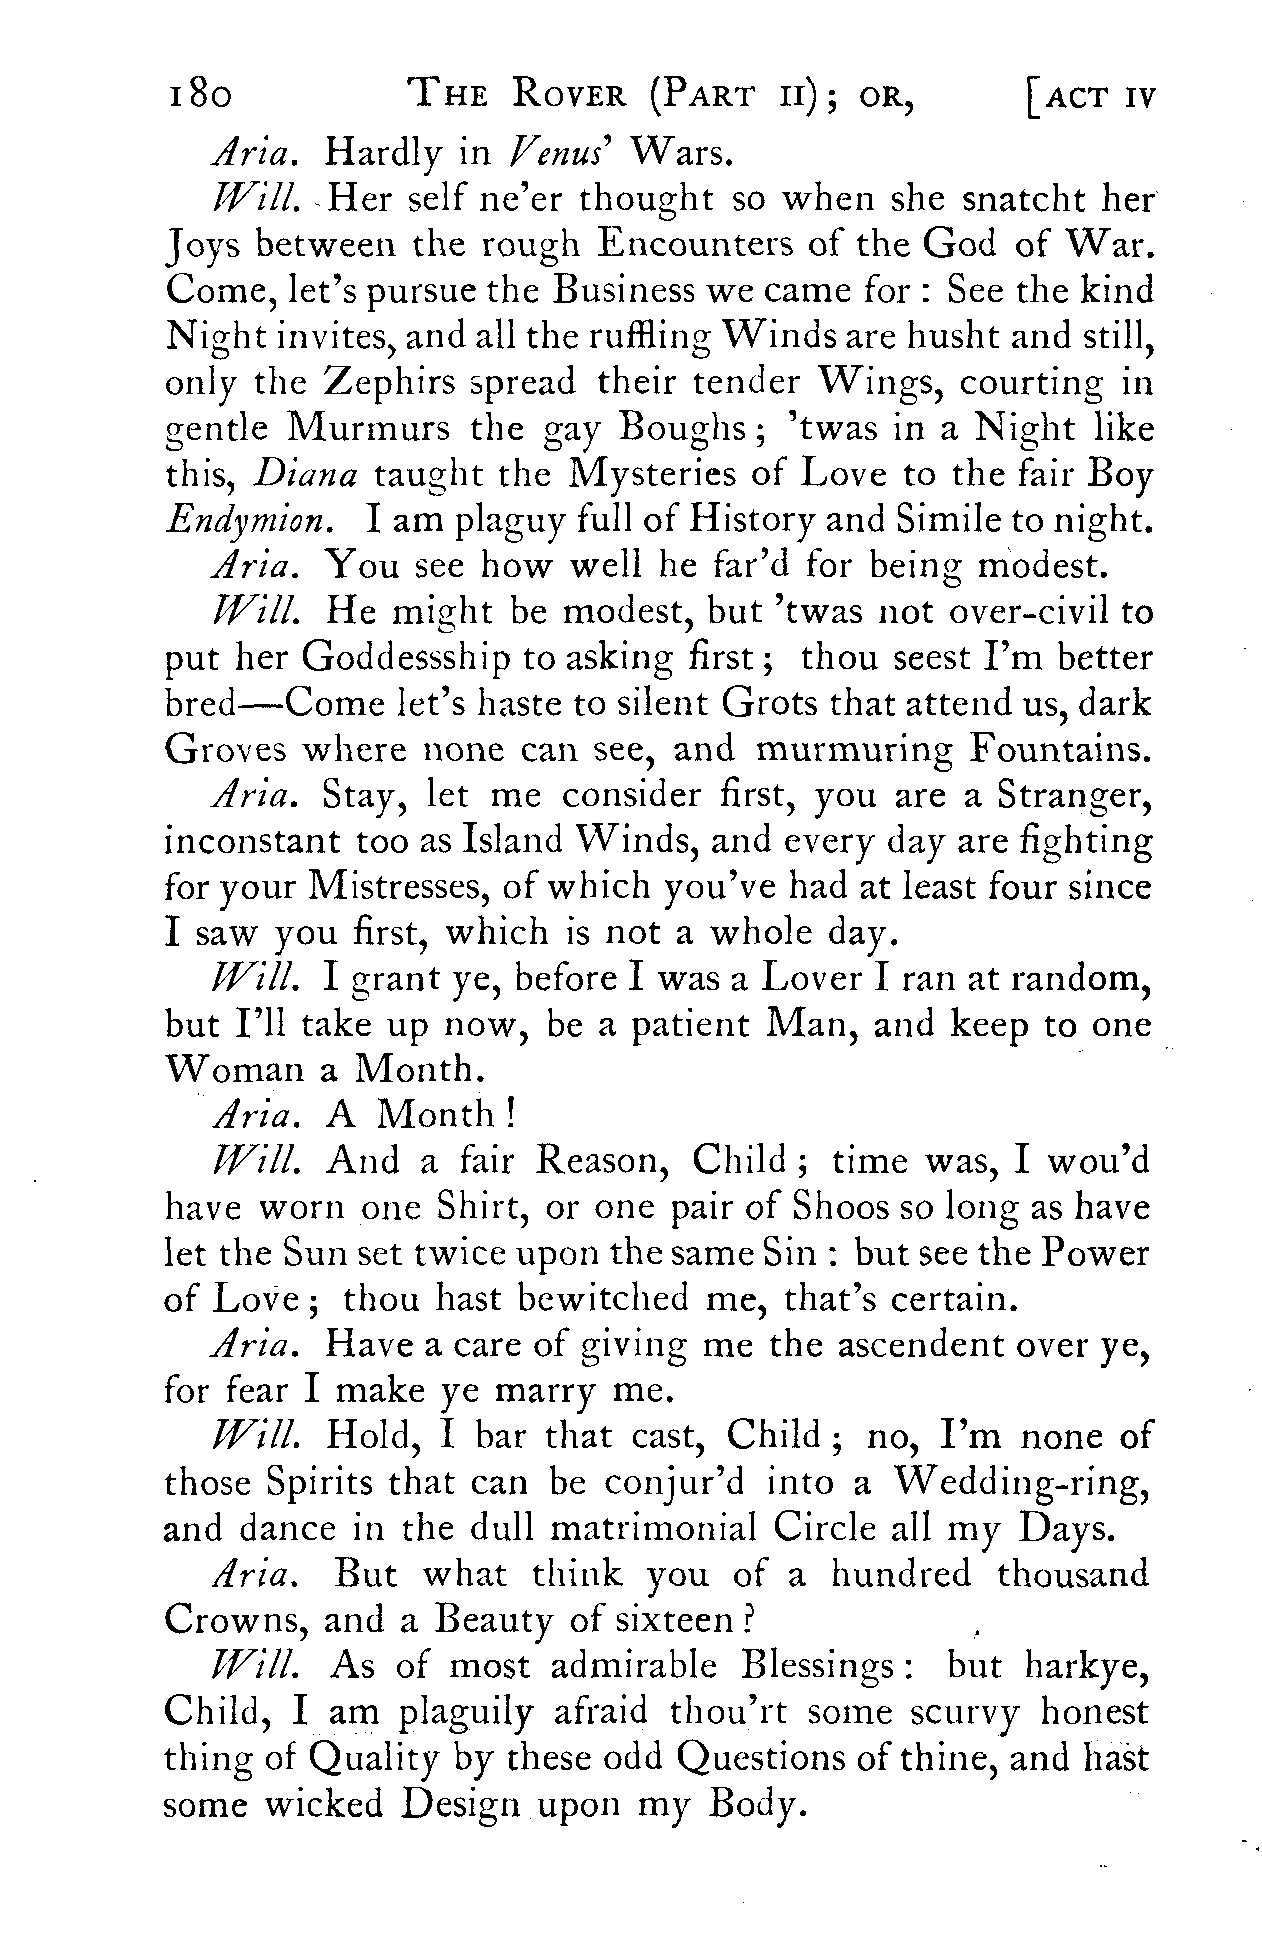 180 THE ROVER (PART II); OR, [ACT IV
Aria. Hardly in Venus' Wars.
Will. Her self ne'er thought so when she snatcht her
Joys between the rough Encounters of the God of War.
Come, let's pursue the Business we came for: See the kind
Night invites, and all the ruffling Winds are husht and still,
only the Zephirs spread their tender Wings, courting in
gentle Murmurs the gay Boughs; 'twas in a Night like
this, Diana taught the Mysteries of Love to the fair Boy
Endymion. I am plaguy full of History and Simile to night.
Aria. You see how well he far'd for being modest.
Will. He might be modest, but 'twas not over-civil to
put her Goddessship to asking first; thou seest I'm better
bred—Come let's haste to silent Grots that attend us, dark
Groves where none can see, and murmuring Fountains.
Aria. Stay, let me consider first, you are a Stranger,
inconstant too as Island Winds, and every day are fighting
for your Mistresses, of which you've had at least four since
I saw you first, which is not a whole day.
Will. I grant ye, before I was a Lover I ran at random,
but I'll take up now, be a patient Man, and keep to one
Woman a Month.
Aria. A Month!
Will. And a fair Reason, Child; time was, I wou'd
have worn one Shirt, or one pair of Shoos so long as have
let the Sun set twice upon the same Sin: but see the Power
of Love; thou hast bewitched me, that's certain.
Aria. Have a care of giving me the ascendent over ye,
for fear I make ye marry me.
Will. Hold, I bar that cast, Child; no, I'm none of
those Spirits that can be conjur'd into a Wedding-ring,
and dance in the dull matrimonial Circle all my Days.
Aria. But what think you of a hundred thousand
Crowns, and a Beauty of sixteen?
Will. As of most admirable Blessings: but harkye,
Child, I am plaguily afraid thou'rt some scurvy honest
thing of Quality by these odd Questions of thine, and hast
some wicked Design upon my Body.